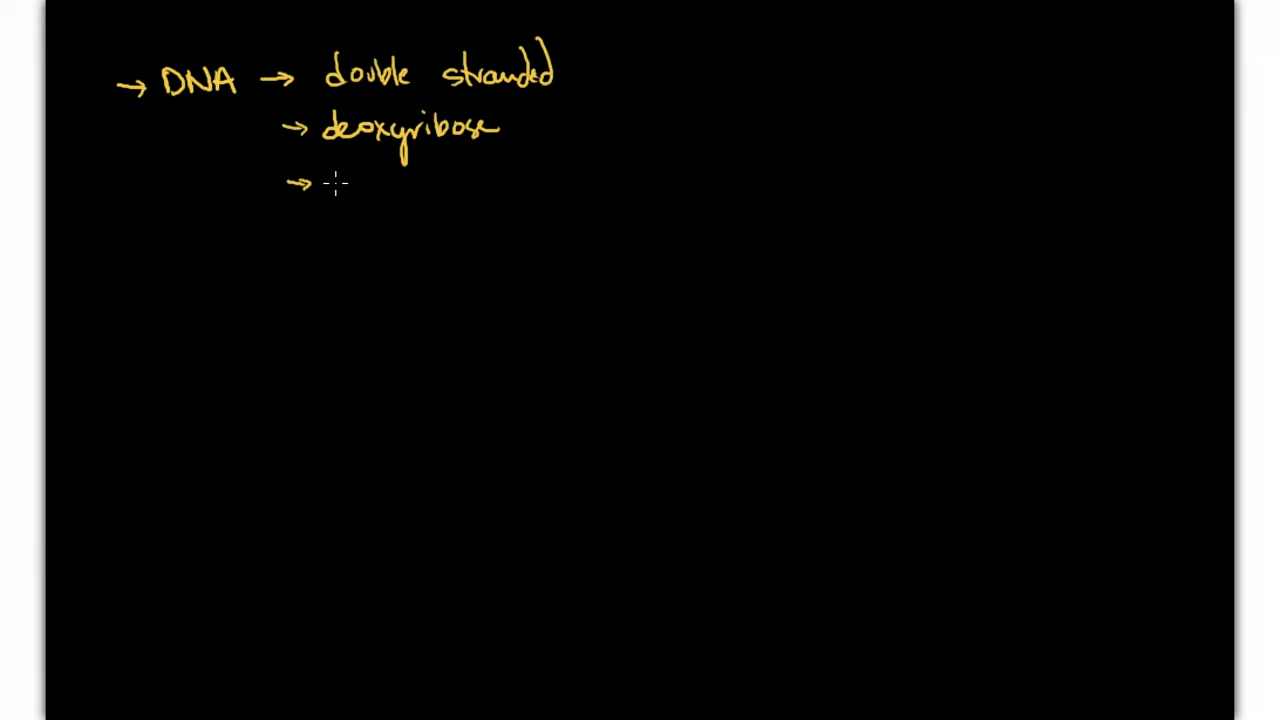 → DNA → double stranded
→ deoxyribose
→